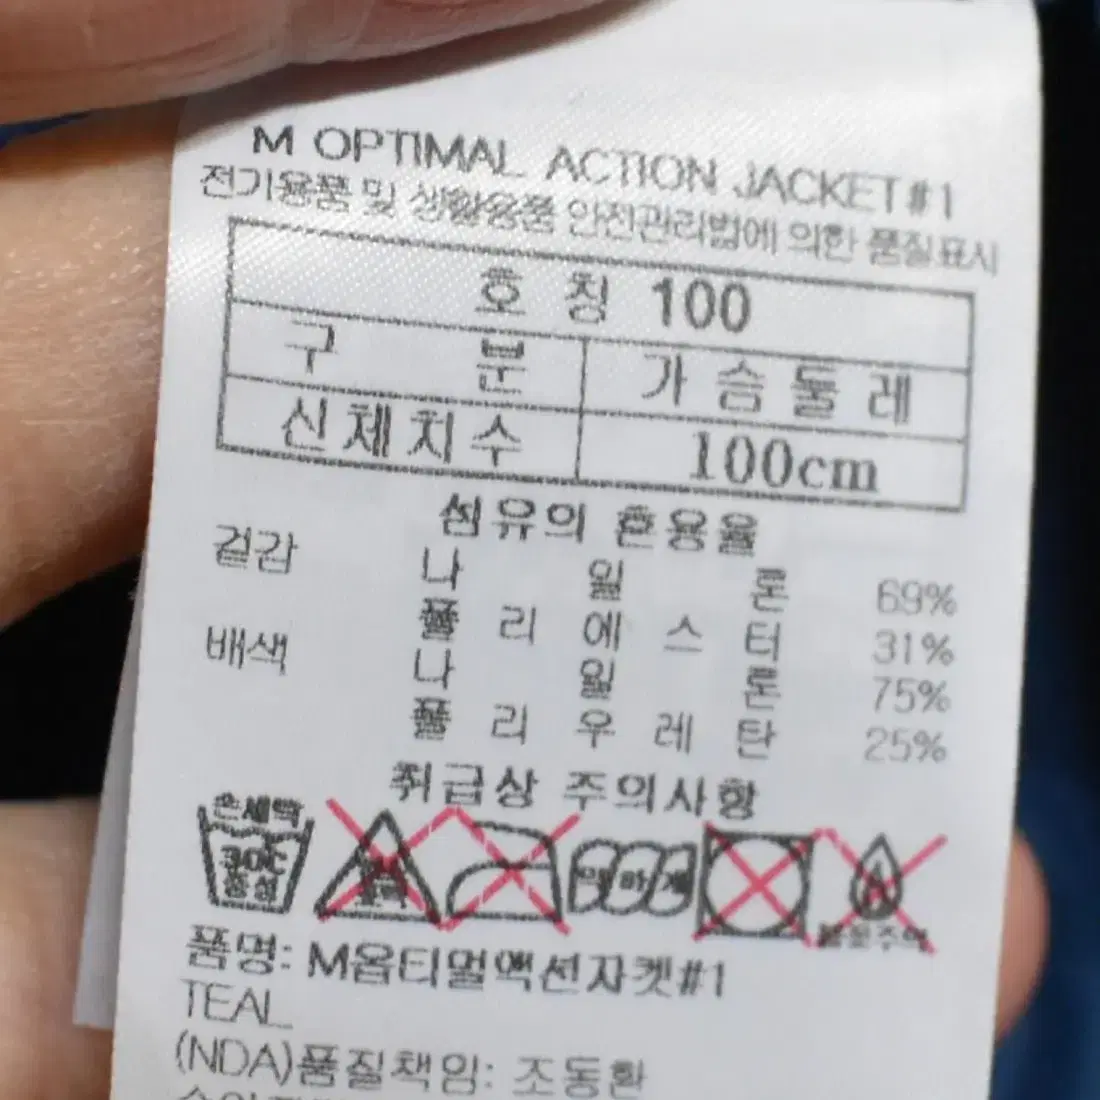 M OPTIMAL ACTION JACKET#1
전기용품 및 생활용품 안전관리법에 의한 품질표시
호 칭 100
구 분 가슴둘레
신체치수 100cm
섬유의 혼용율
겉감 나 일 론 69%
폴 리 에 스 터 31%
배색 나 일 론 75%
폴 리 우 레 탄 25%
취급상 주의사항
손세탁
30℃
중성
약하게
품명: M옵티멀액션자켓#1
TEAL
(NDA)품질책임: 조동환